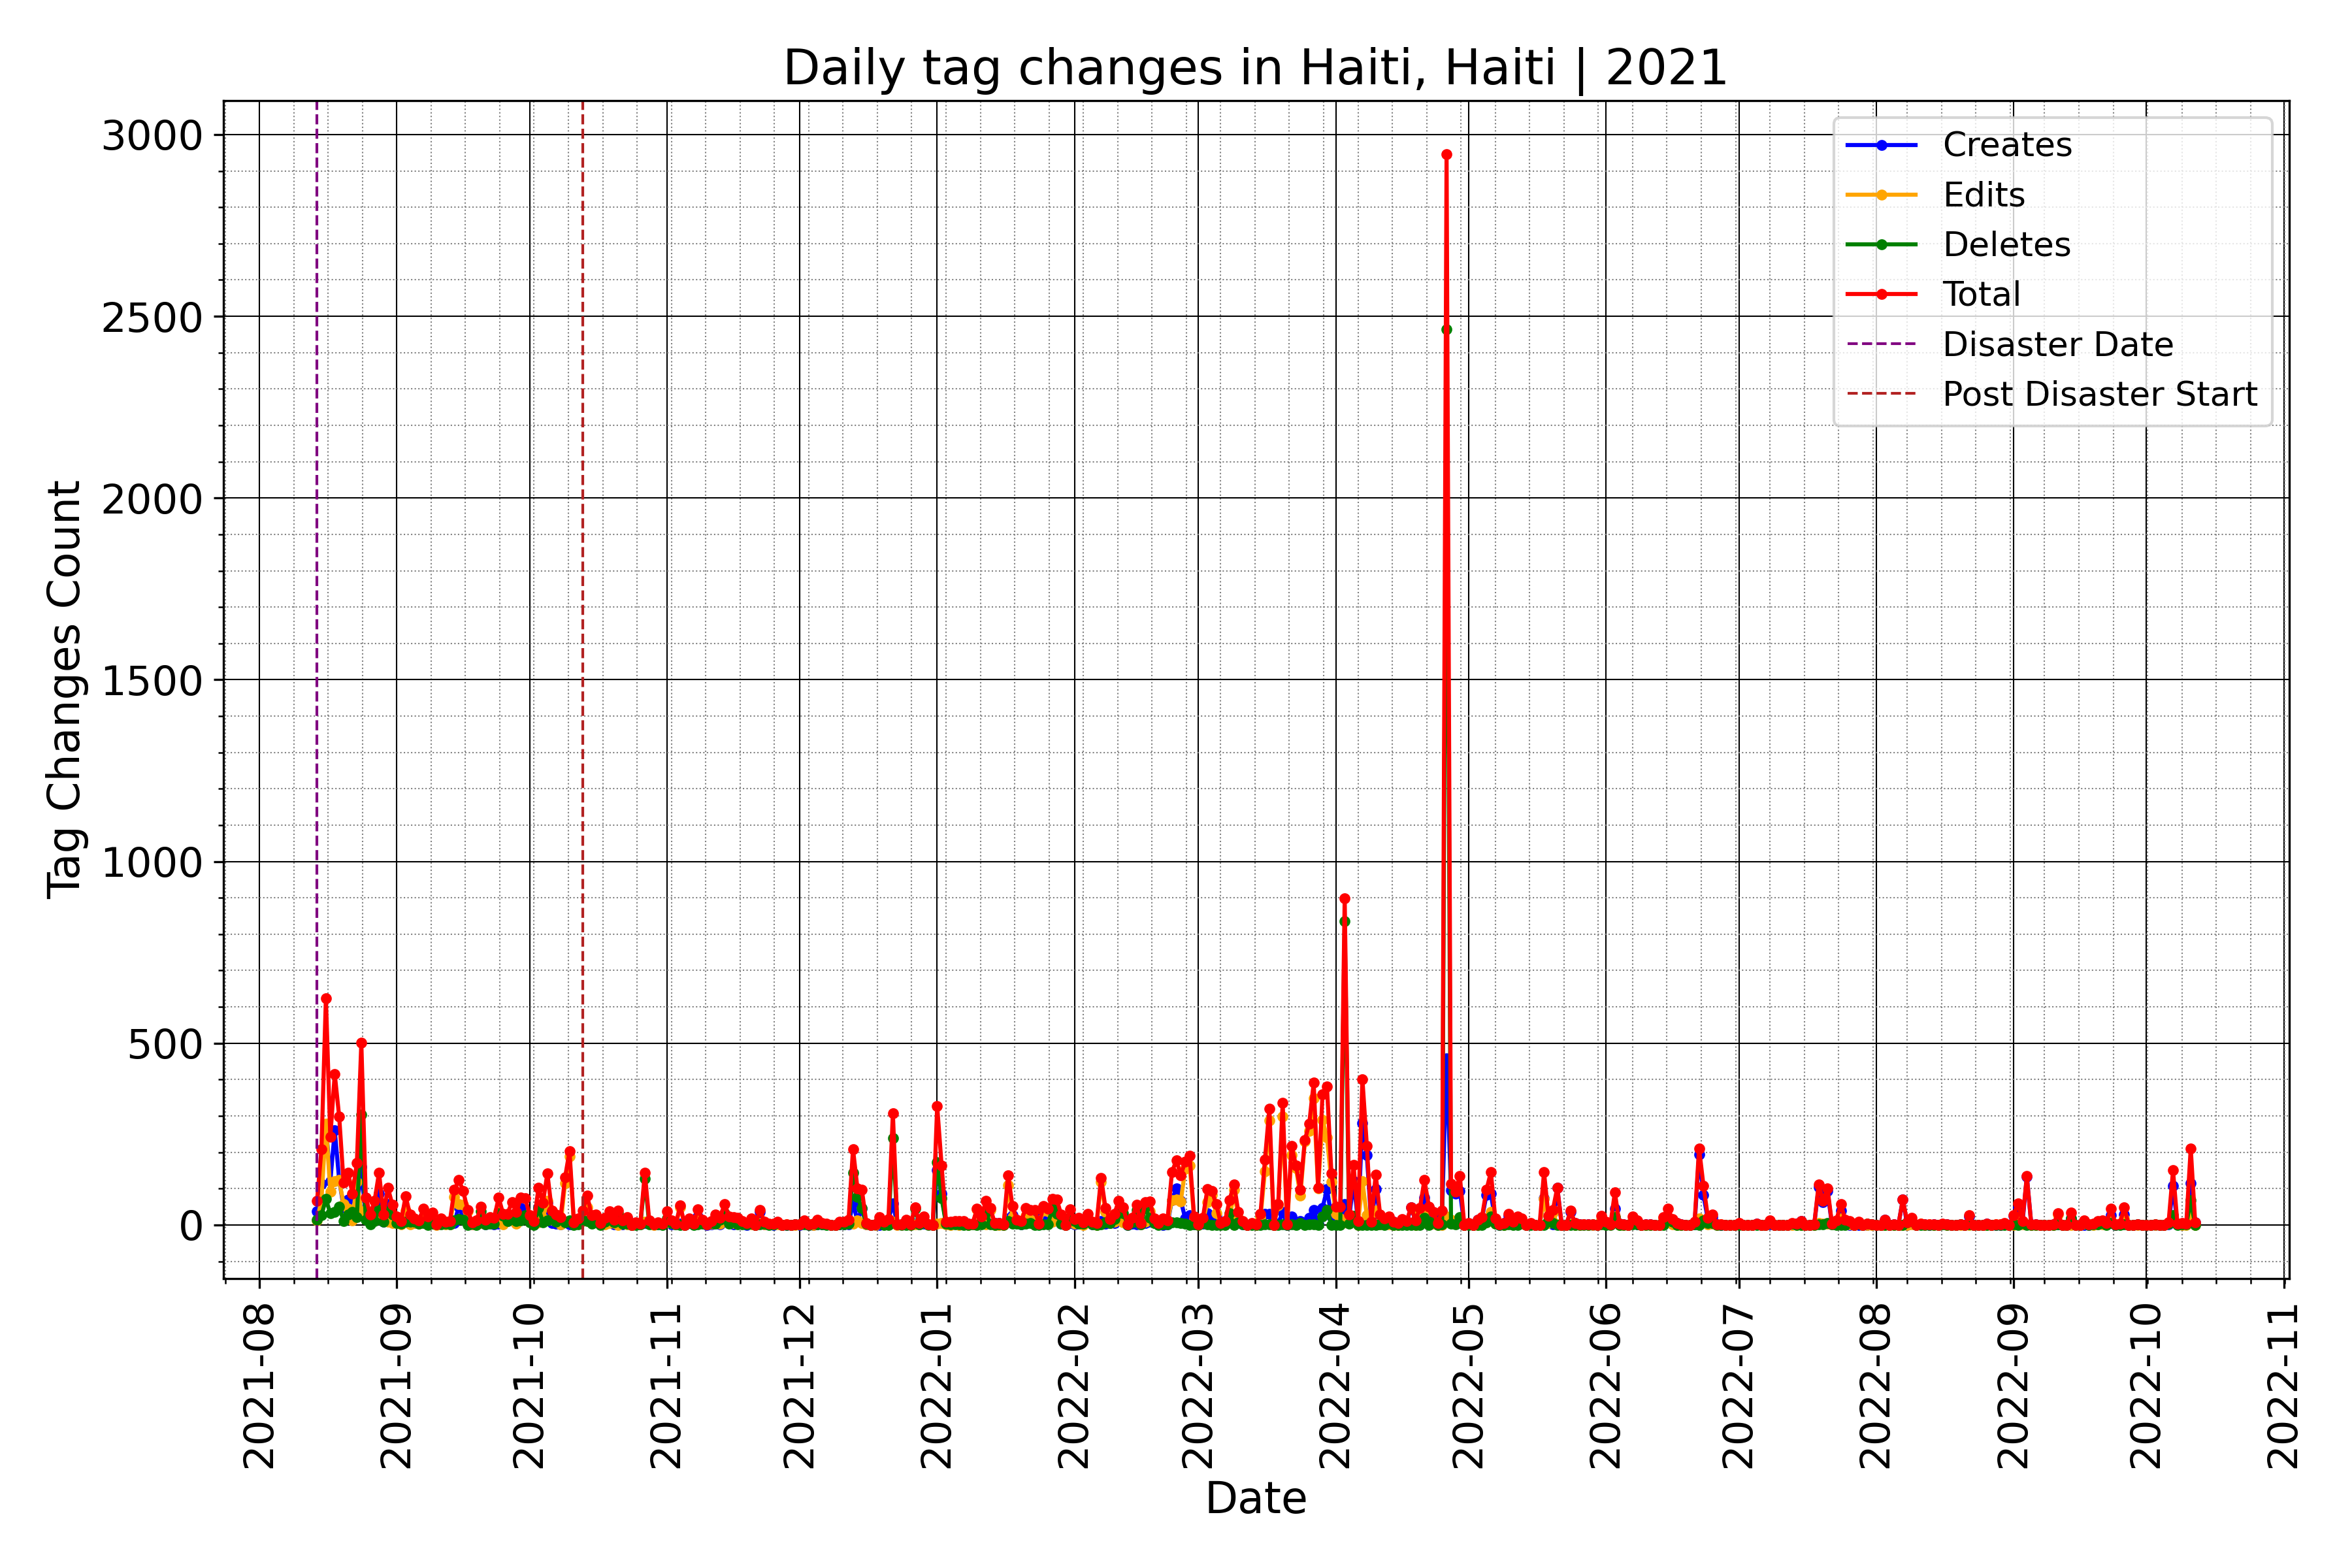 Daily tag changes in Haiti, Haiti | 2021
Tag Changes Count
3000
2500
2000
1500
1000
500
0
Creates
Edits
Deletes
Total
Disaster Date
Post Disaster Start
2021-08
2021-09
2021-10
2021-11
2021-12
2022-01
2022-02
2022-03
2022-04
2022-05
2022-06
2022-07
2022-08
2022-09
2022-10
2022-11
Date